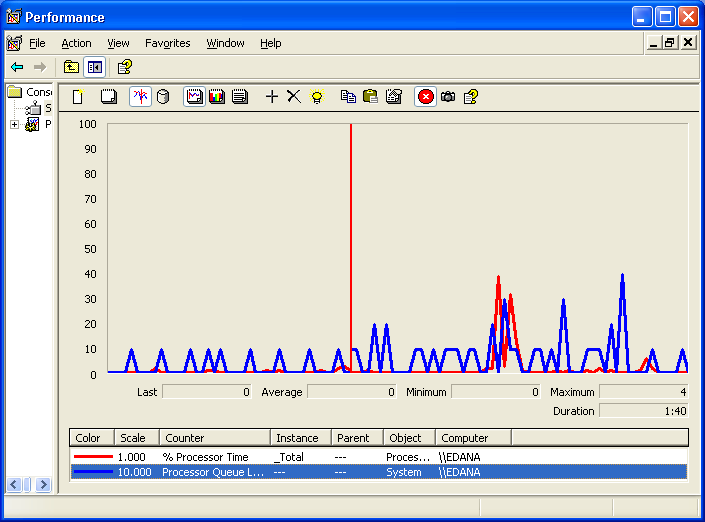 Performance
File Action View Favorites Window Help
Conso
S
P
100
90
80
70
60
50
40
30
20
10
0
Last 0 Average 0 Minimum 0 Maximum 4
Duration 1:40
Color Scale Counter Instance Parent Object Computer
1.000 % Processor Time _Total --- Proces... \\EDANA
10.000 Processor Queue L... --- --- System \\EDANA